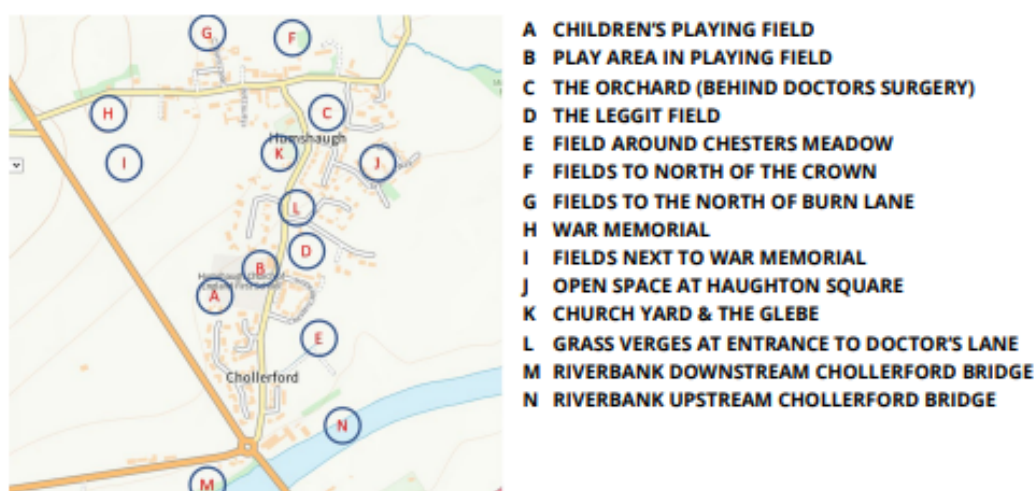 G
F
H
C
Humshaugh
K
I
J
L
D
B
A
E
Chollerford
N
M
A CHILDREN'S PLAYING FIELD
B PLAY AREA IN PLAYING FIELD
C THE ORCHARD (BEHIND DOCTORS SURGERY)
D THE LEGGIT FIELD
E FIELD AROUND CHESTERS MEADOW
F FIELDS TO NORTH OF THE CROWN
G FIELDS TO THE NORTH OF BURN LANE
H WAR MEMORIAL
I FIELDS NEXT TO WAR MEMORIAL
J OPEN SPACE AT HAUGHTON SQUARE
K CHURCH YARD & THE GLEBE
L GRASS VERGES AT ENTRANCE TO DOCTOR'S LANE
M RIVERBANK DOWNSTREAM CHOLLERFORD BRIDGE
N RIVERBANK UPSTREAM CHOLLERFORD BRIDGE